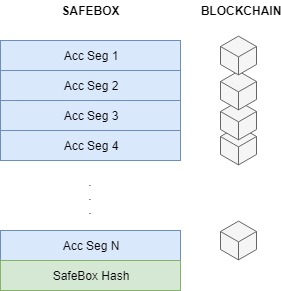 SAFEBOX BLOCKCHAIN
Acc Seg 1
Acc Seg 2
Acc Seg 3
Acc Seg 4
.
.
.
Acc Seg N
SafeBox Hash